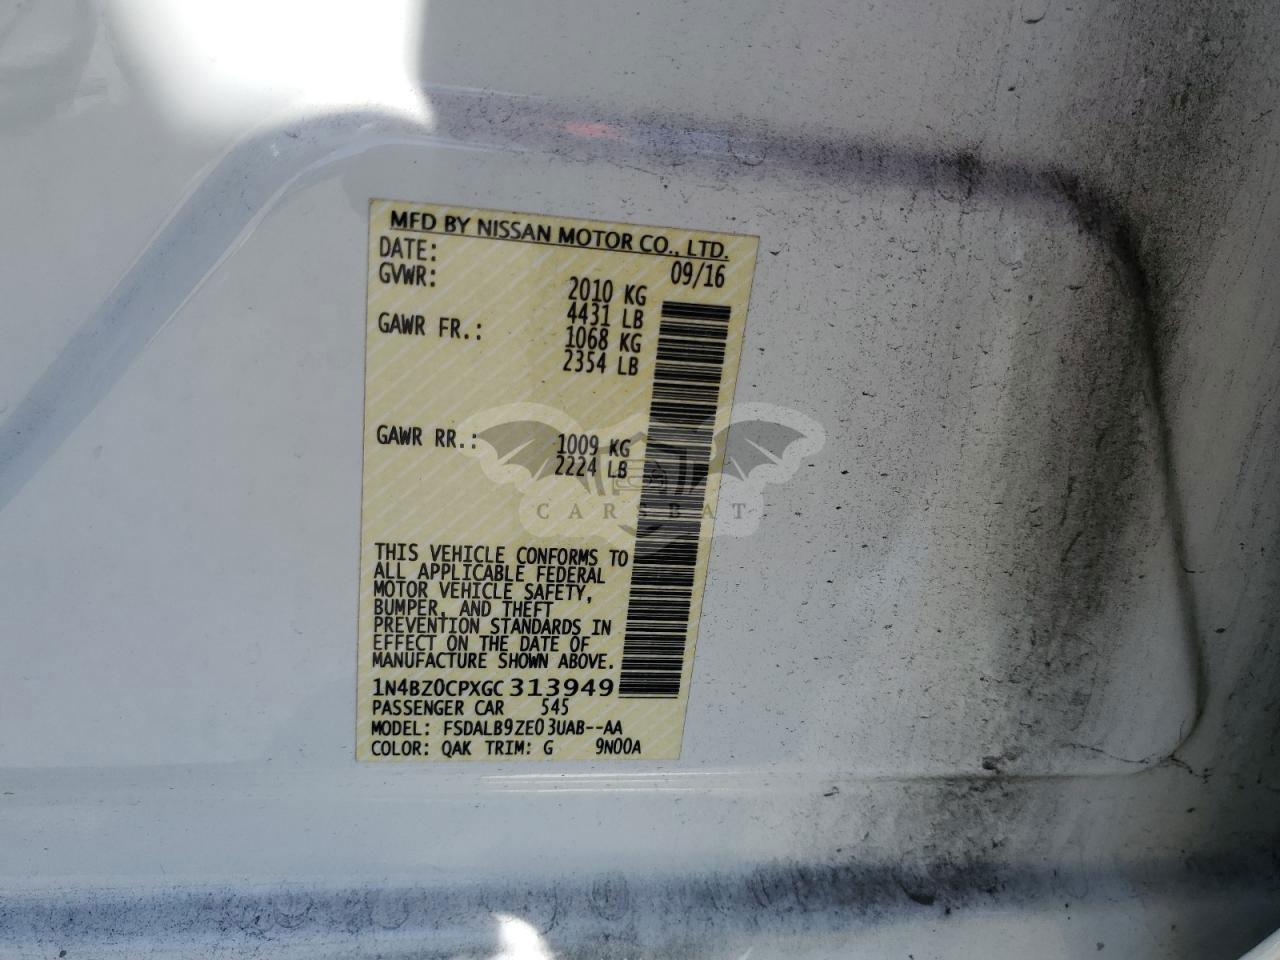 MFD BY NISSAN MOTOR CO., LTD.
DATE: 09/16
GVWR: 2010 KG
4431 LB
GAWR FR.: 1068 KG
2354 LB
GAWR RR.: 1009 KG
2224 LB
CARSBAT
THIS VEHICLE CONFORMS TO
ALL APPLICABLE FEDERAL
MOTOR VEHICLE SAFETY,
BUMPER, AND THEFT
PREVENTION STANDARDS IN
EFFECT ON THE DATE OF
MANUFACTURE SHOWN ABOVE.
1N4BZ0CPXGC313949
PASSENGER CAR 545
MODEL: FSDALB9ZE03UAB--AA
COLOR: QAK TRIM: G 9N00A